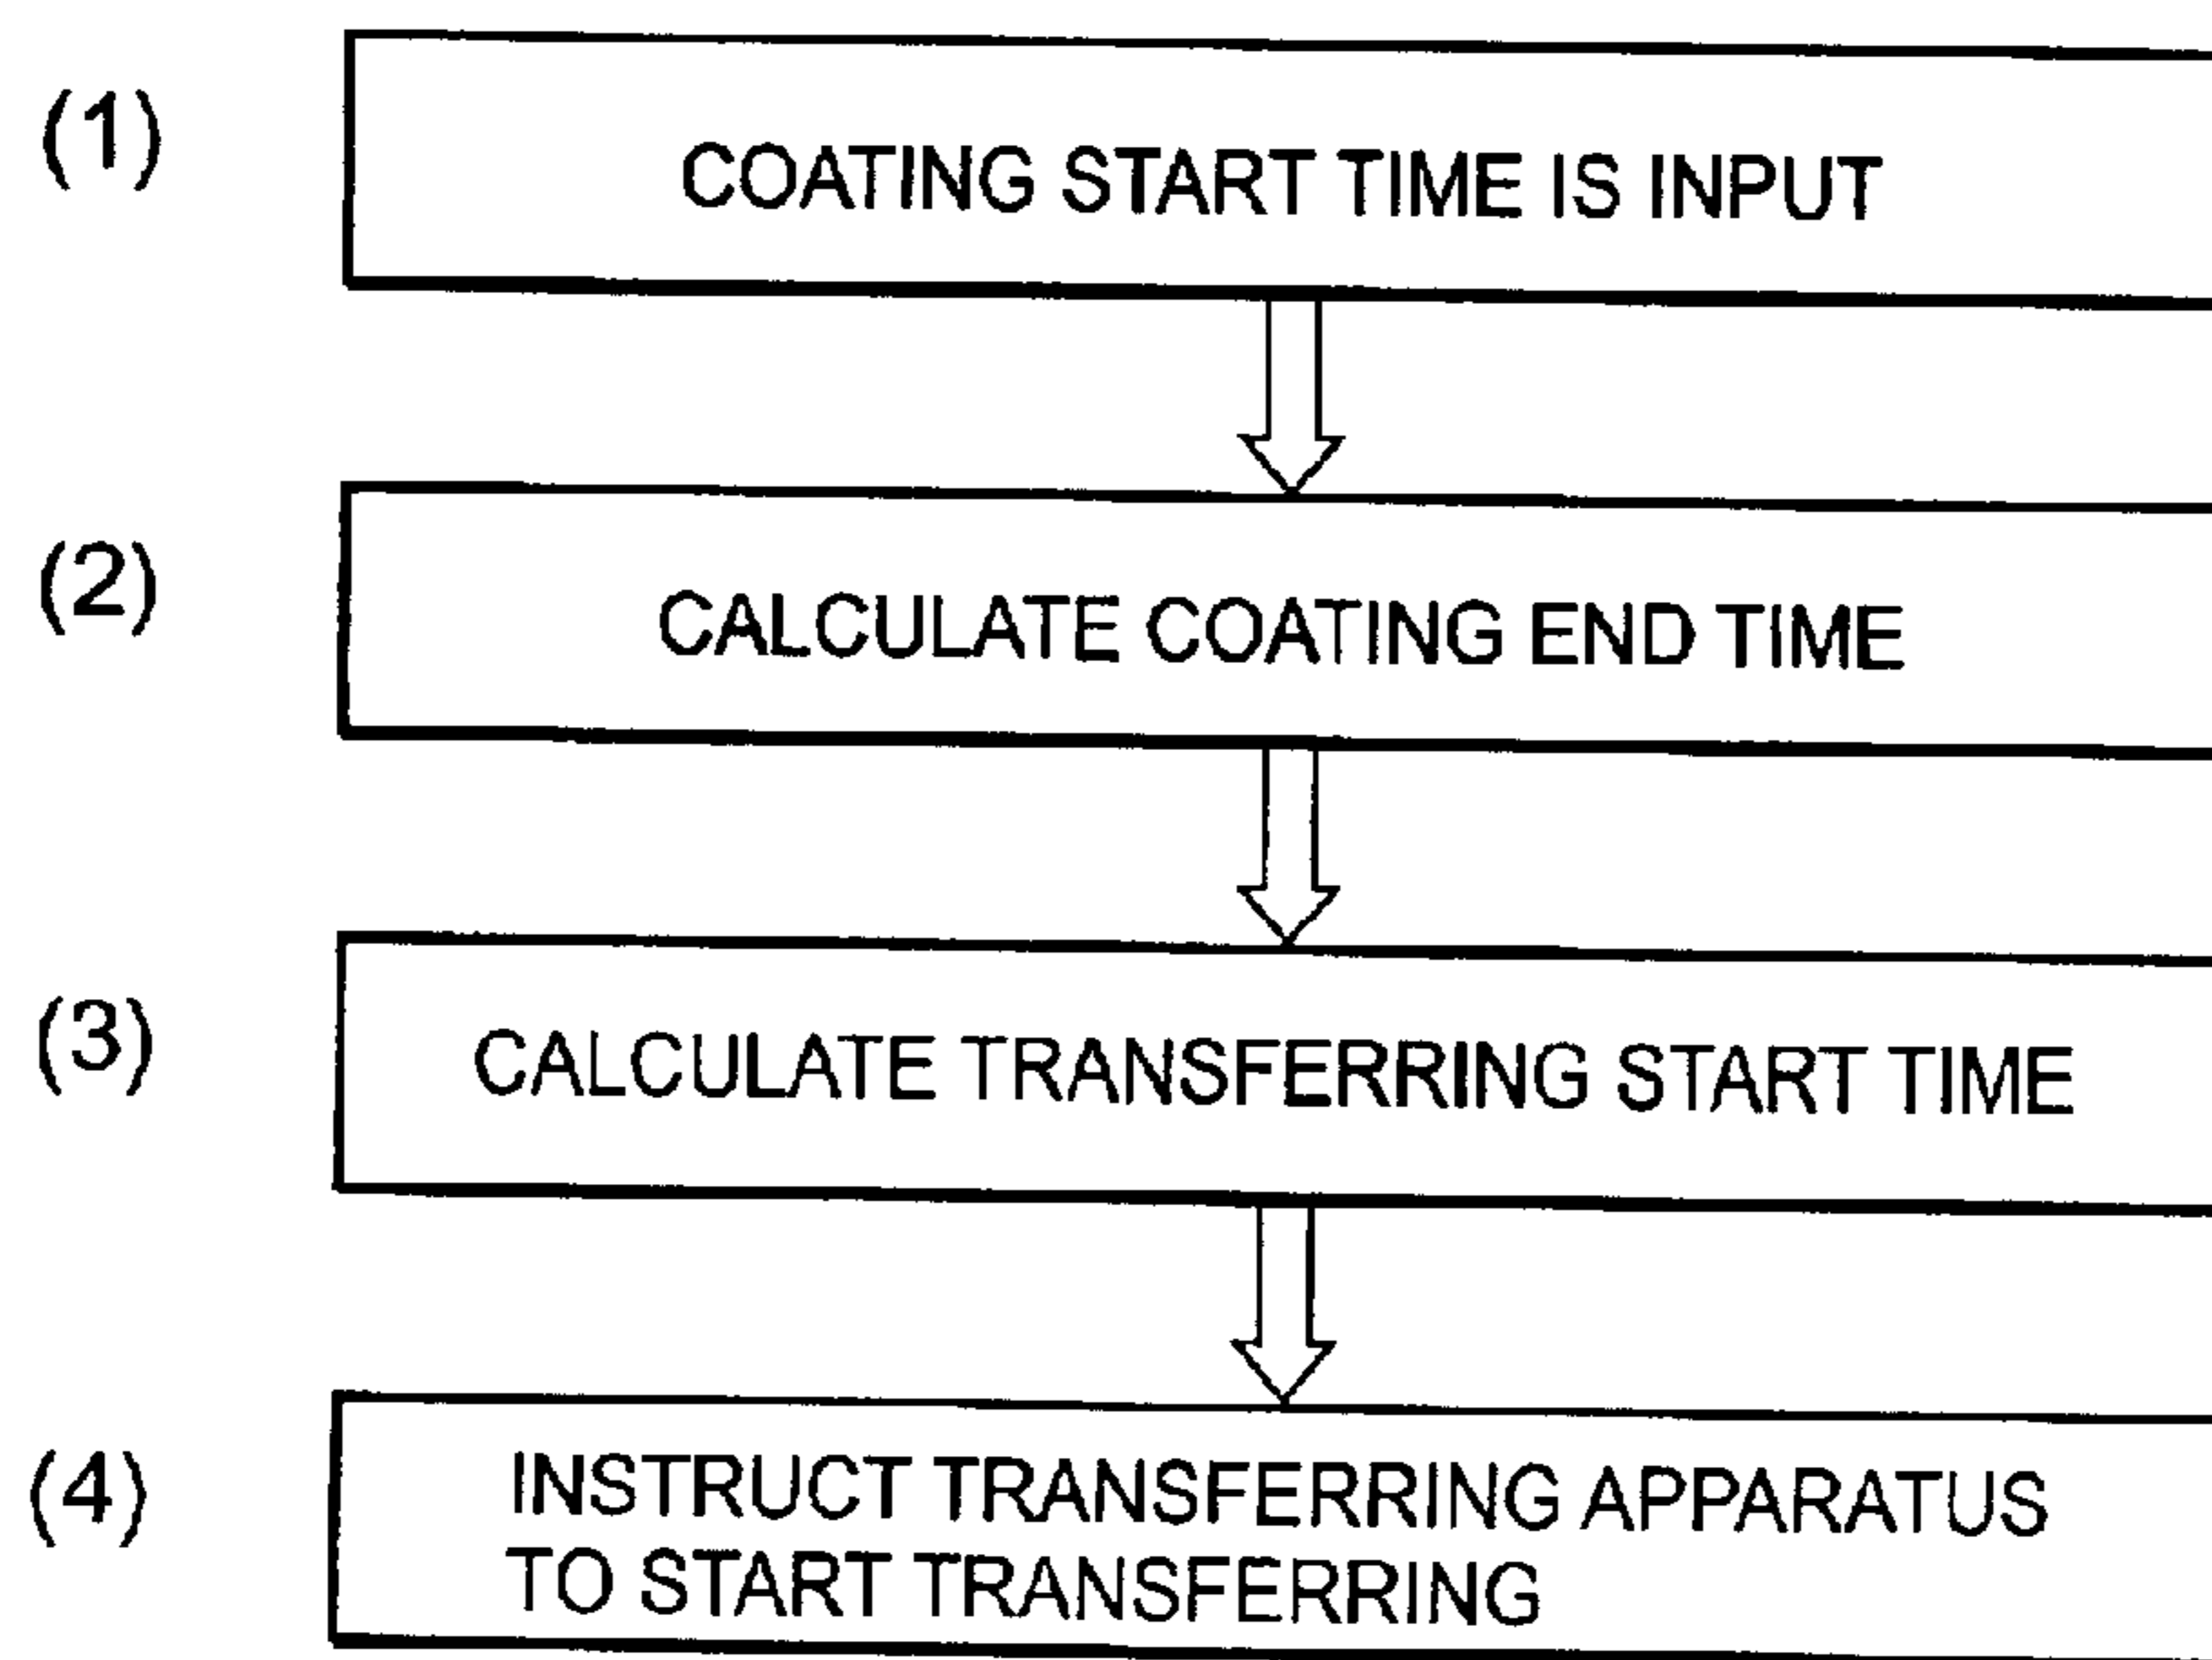 (1)
COATING START TIME IS INPUT
(2)
CALCULATE COATING END TIME
(3)
CALCULATE TRANSFERRING START TIME
(4)
INSTRUCT TRANSFERRING APPARATUS
TO START TRANSFERRING